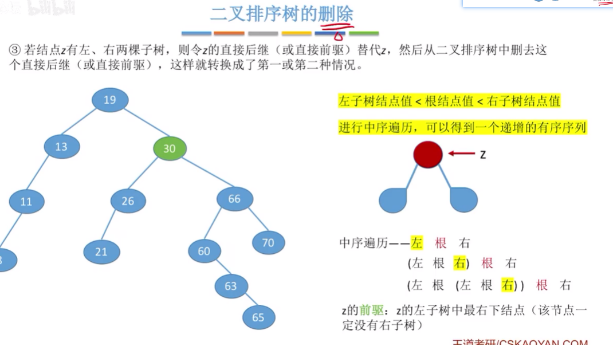 二叉排序树的删除
③ 若结点z有左、右两棵子树，则令z的直接后继（或直接前驱）替代z，然后从二叉排序树中删去这
个直接后继（或直接前驱），这样就转换成了第一或第二种情况。
19
13
30
11
26
66
21
60
70
63
65
左子树结点值 < 根结点值 < 右子树结点值
进行中序遍历，可以得到一个递增的有序序列
z
中序遍历——左 根 右
(左 根 右) 根 右
(左 根 (左 根 右)) 根 右
z的前驱：z的左子树中最右下结点（该节点一
定没有右子树）
王道考研/CSKAOYAN.COM